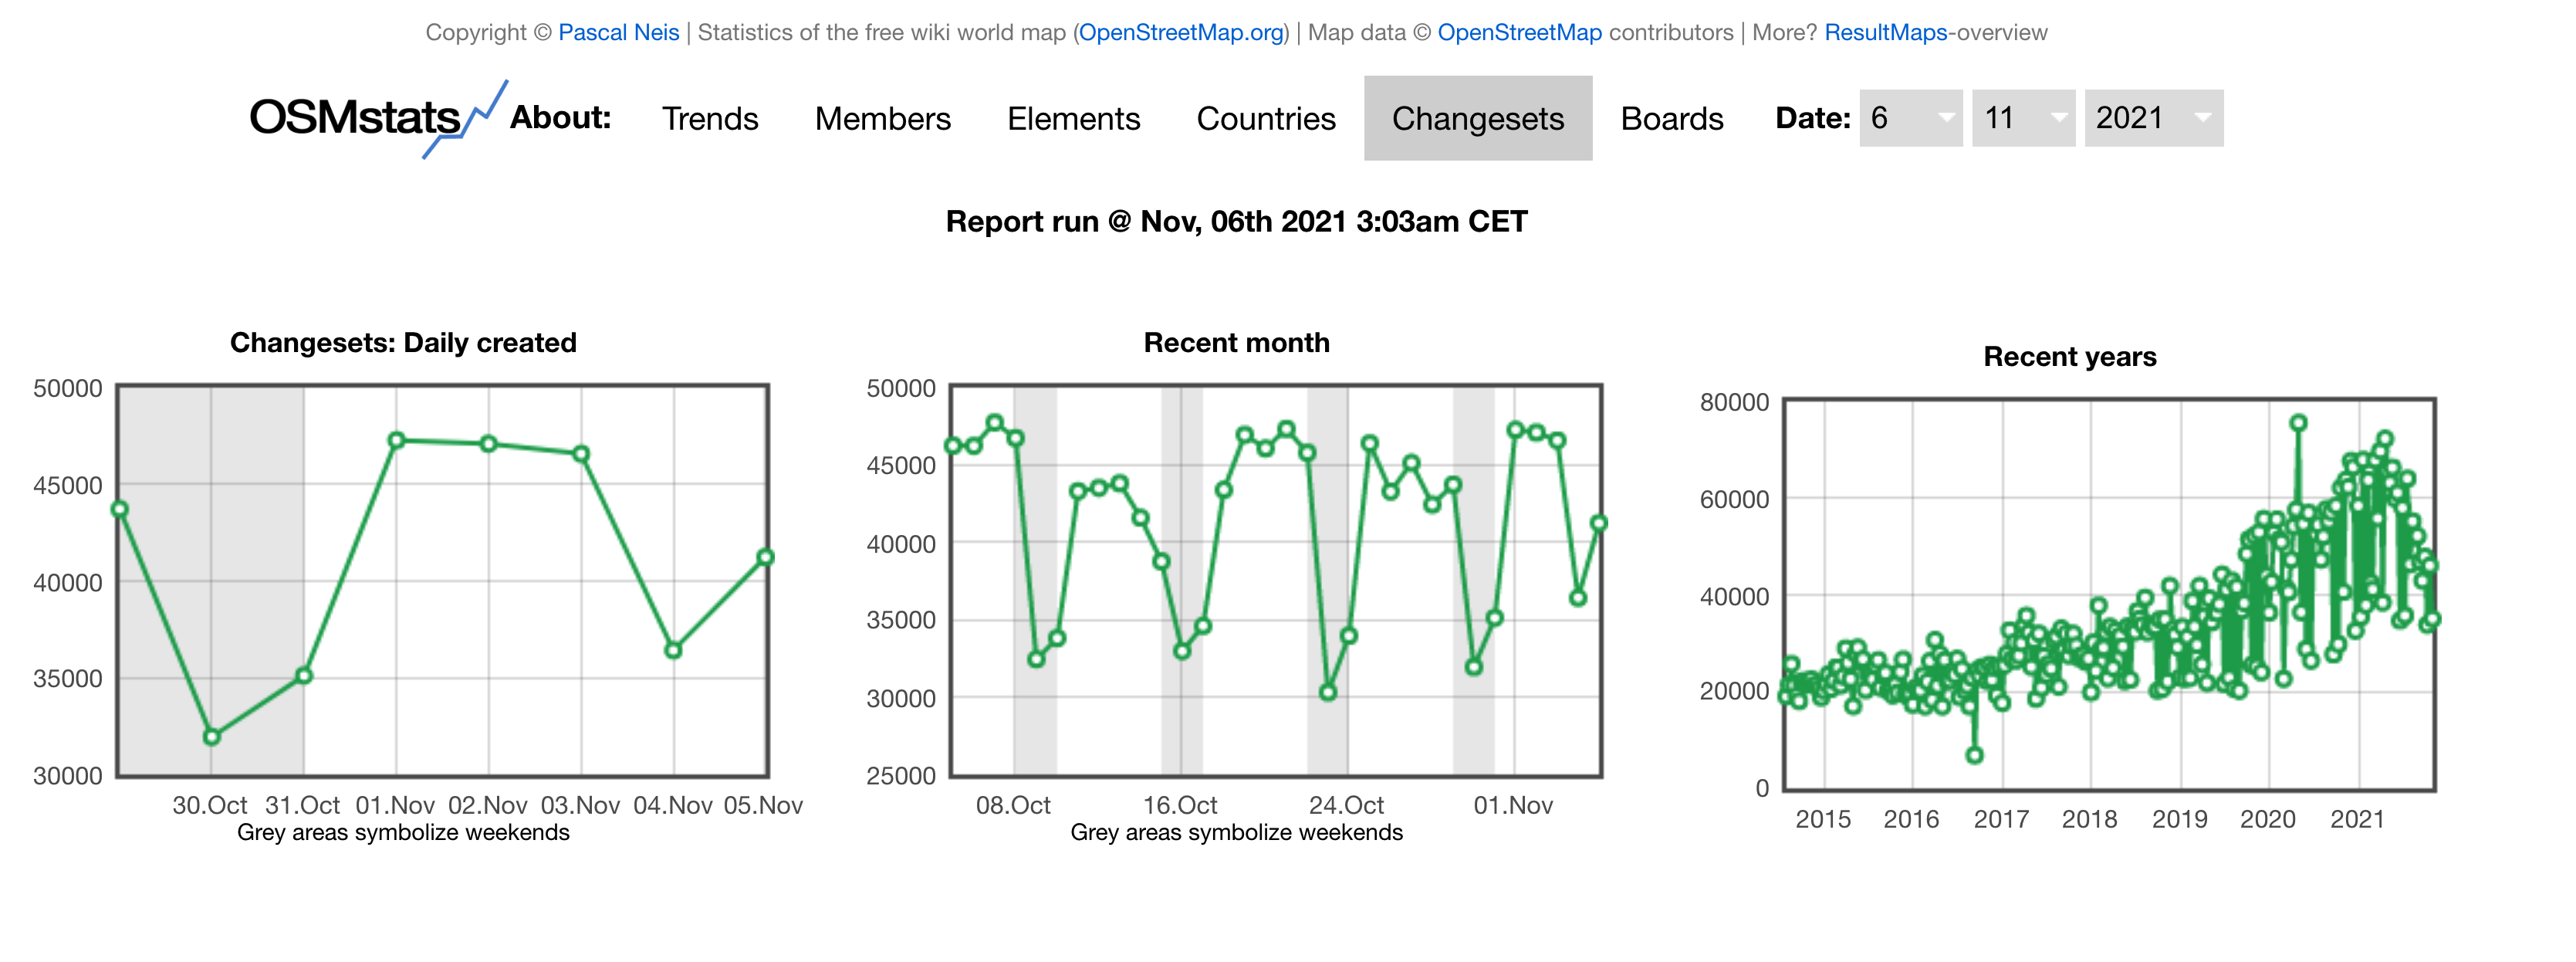 Copyright © Pascal Neis | Statistics of the free wiki world map (OpenStreetMap.org) | Map data © OpenStreetMap contributors | More? ResultMaps-overview
OSMstats About: Trends Members Elements Countries Changesets Boards Date: 6 11 2021
Report run @ Nov, 06th 2021 3:03am CET
Changesets: Daily created
50000
45000
40000
35000
30000
30.Oct 31.Oct 01.Nov 02.Nov 03.Nov 04.Nov 05.Nov
Grey areas symbolize weekends
Recent month
50000
45000
40000
35000
30000
25000
08.Oct 16.Oct 24.Oct 01.Nov
Grey areas symbolize weekends
Recent years
80000
60000
40000
20000
0
2015 2016 2017 2018 2019 2020 2021